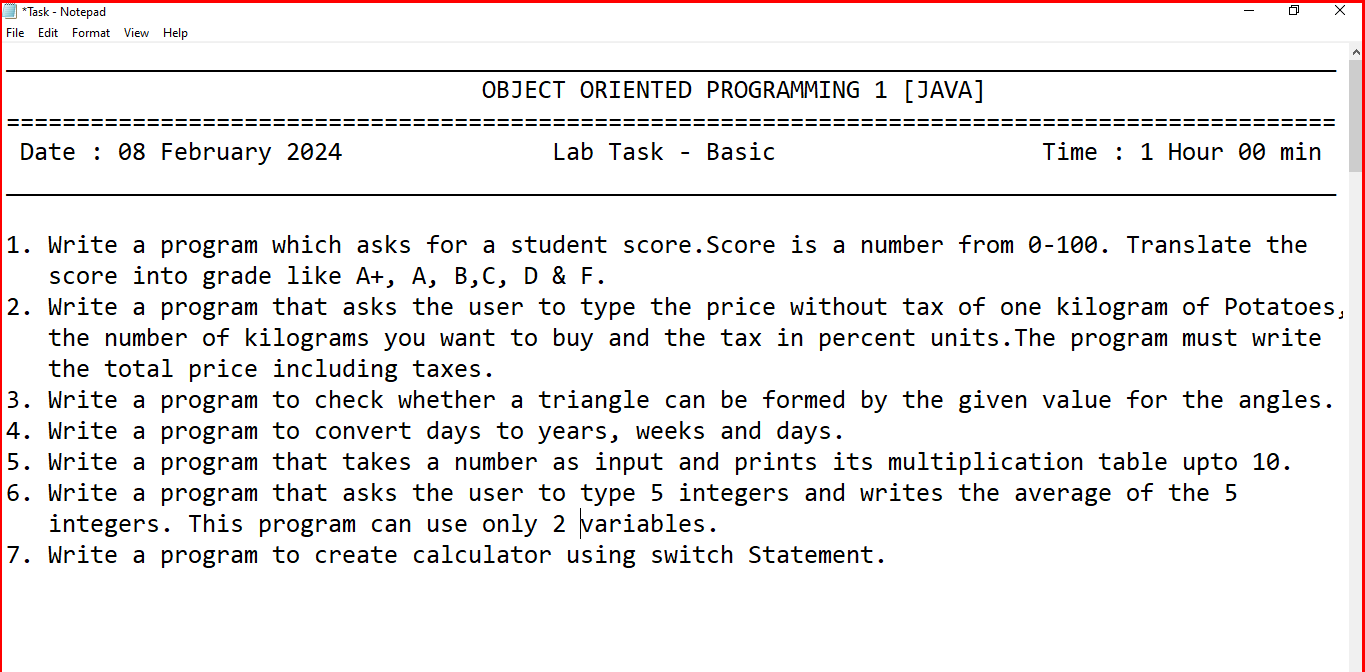 *Task - Notepad
File Edit Format View Help
OBJECT ORIENTED PROGRAMMING 1 [JAVA]
===============================================================================================
Date : 08 February 2024 Lab Task - Basic Time : 1 Hour 00 min
1. Write a program which asks for a student score.Score is a number from 0-100. Translate the
score into grade like A+, A, B,C, D & F.
2. Write a program that asks the user to type the price without tax of one kilogram of Potatoes,
the number of kilograms you want to buy and the tax in percent units.The program must write
the total price including taxes.
3. Write a program to check whether a triangle can be formed by the given value for the angles.
4. Write a program to convert days to years, weeks and days.
5. Write a program that takes a number as input and prints its multiplication table upto 10.
6. Write a program that asks the user to type 5 integers and writes the average of the 5
integers. This program can use only 2 variables.
7. Write a program to create calculator using switch Statement.